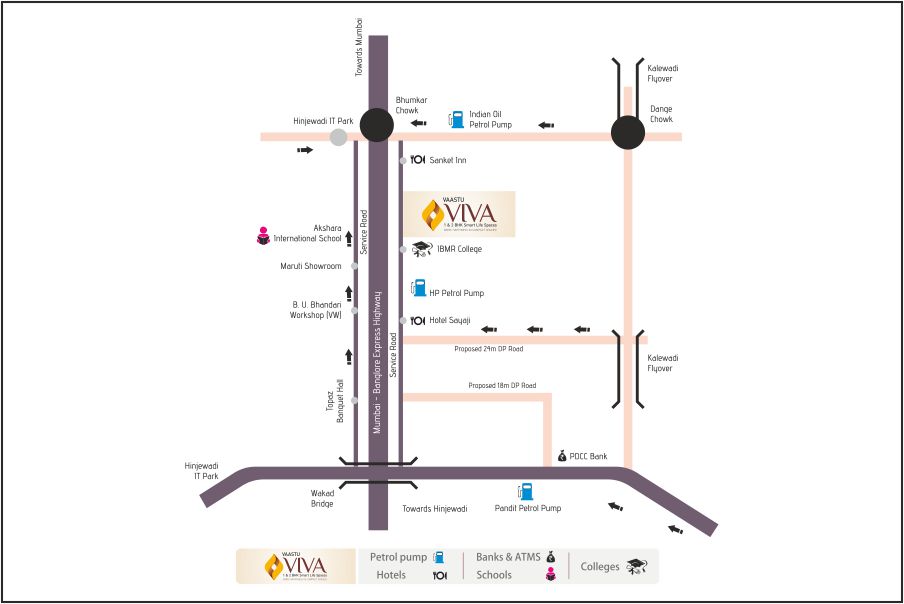 Towards Mumbai
Kalewadi
Flyover
Bhumkar
Chowk
Hinjewadi IT Park
Indian Oil
Petrol Pump
Dange
Chowk
Sanket Inn
VAASTU
VIVA
1 & 2 BHK Smart Life Spaces
Service Road
Akshara
International School
IBMR College
Maruti Showroom
HP Petrol Pump
B. U. Bhandari
Workshop (VW)
Hotel Sayaji
Mumbai - Banglore Express Highway
Service Road
Proposed 24m DP Road
Kalewadi
Flyover
Proposed 18m DP Road
Topaz
Banquet Hall
PDCC Bank
Hinjewadi
IT Park
Wakad
Bridge
Towards Hinjewadi
Pandit Petrol Pump
VAASTU
VIVA
1 & 2 BHK Smart Life Spaces
Petrol pump
Banks & ATMS
Colleges
Hotels
Schools